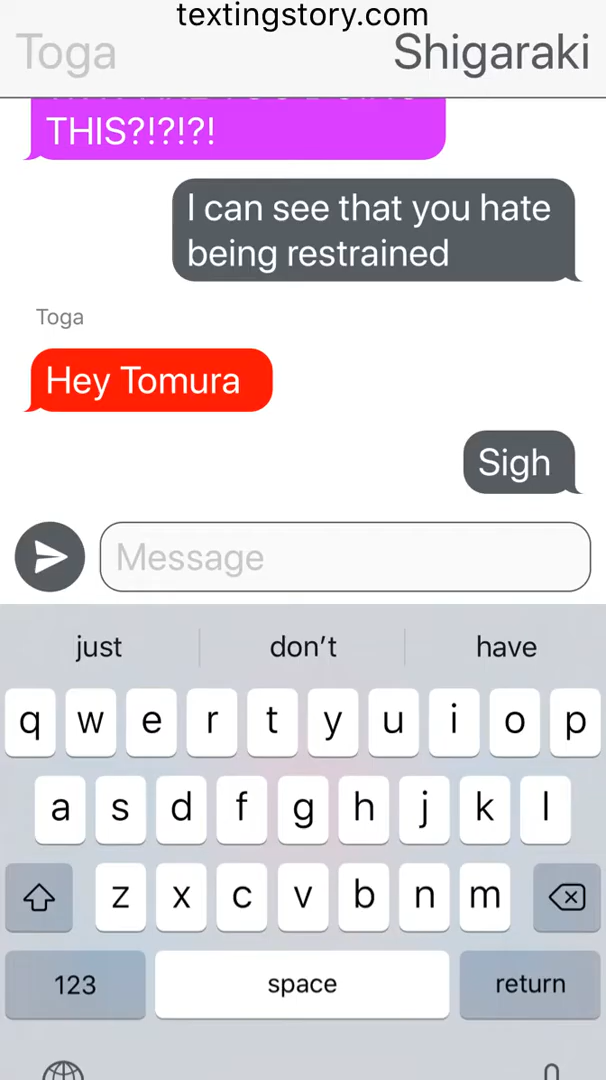 textingstory.com
Toga Shigaraki
THIS?!?!?!
I can see that you hate
being restrained
Toga
Hey Tomura
Sigh
Message
just don't have
q w e r t y u i o p
a s d f g h j k l
z x c v b n m
123 space return